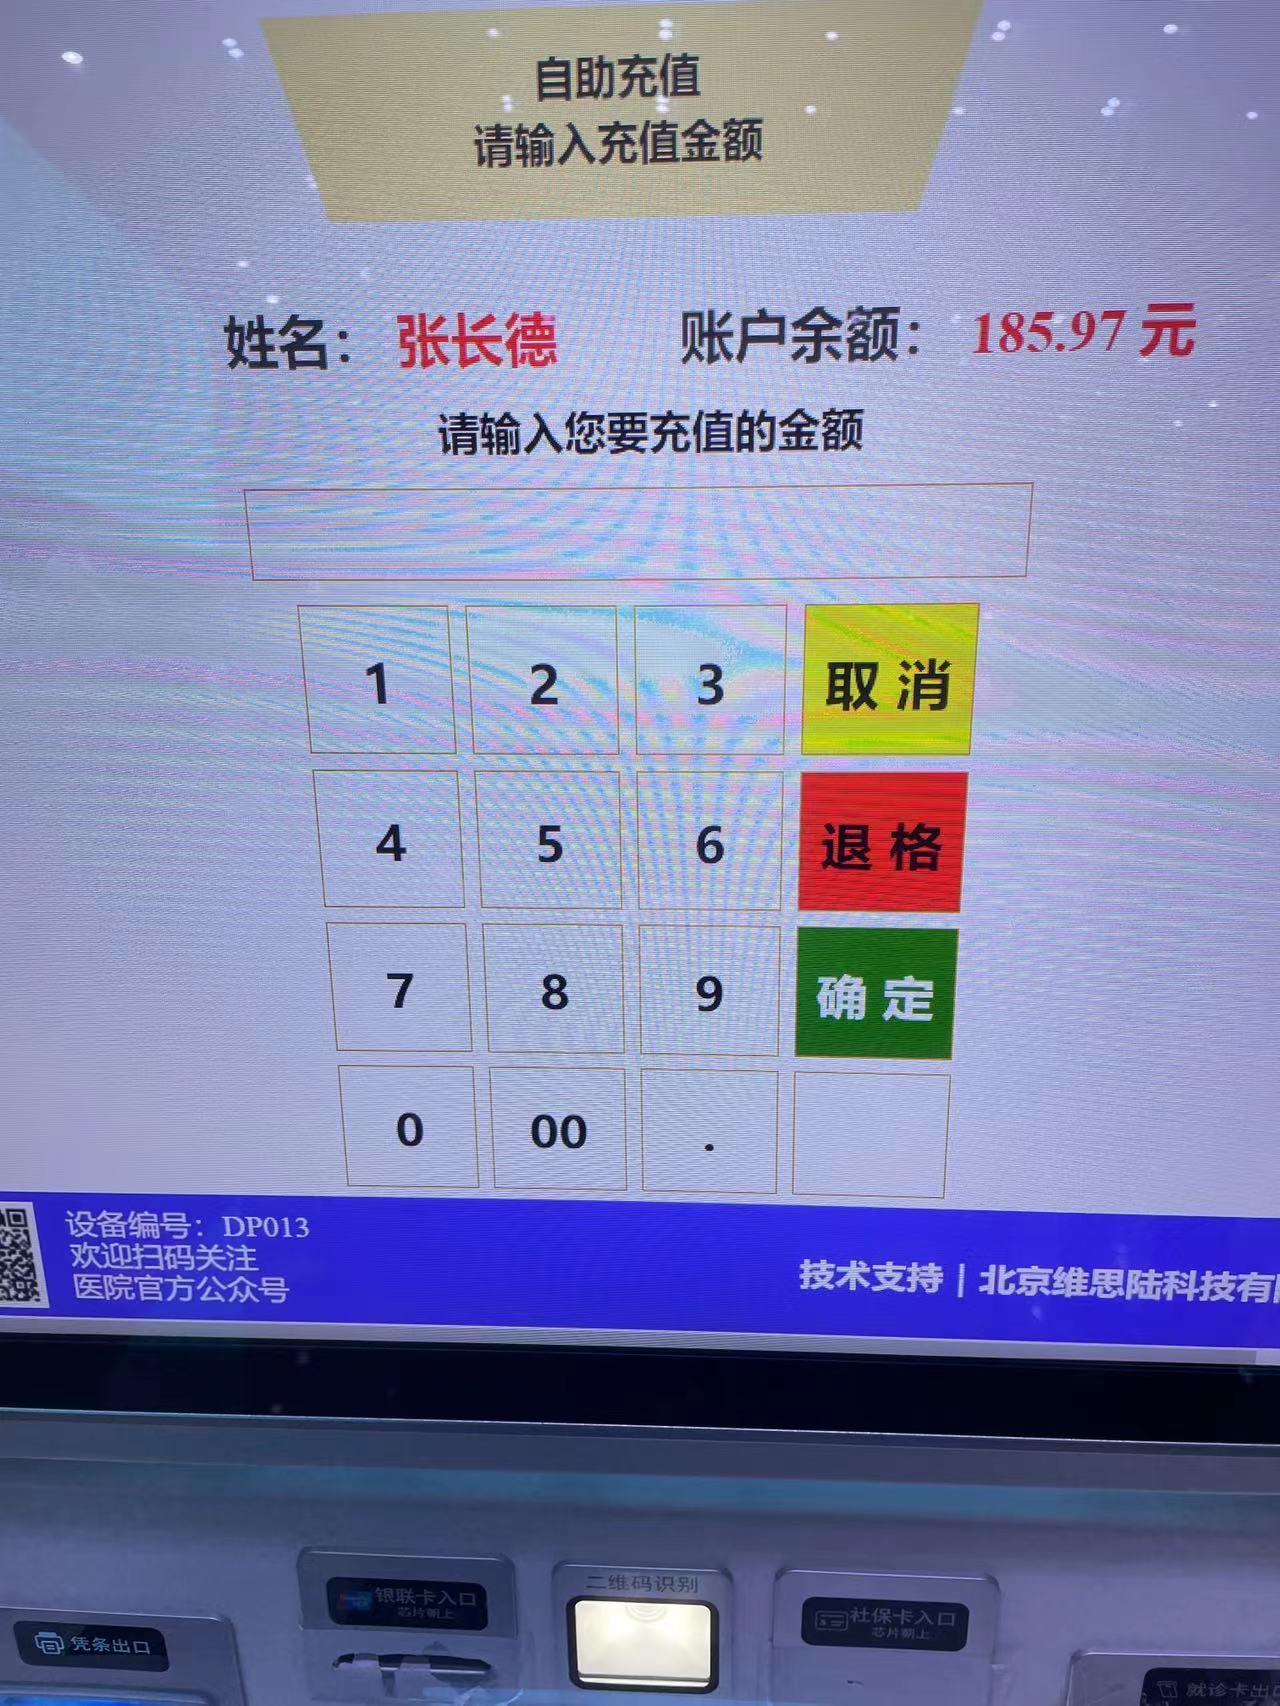 自助充值
请输入充值金额
姓名： 张长德 账户余额： 185.97 元
请输入您要充值的金额
1 2 3 取消
4 5 6 退格
7 8 9 确定
0 00 .
设备编号：DP013
欢迎扫码关注
医院官方公众号
技术支持 | 北京维思陆科技有
银联卡入口
芯片朝上
二维码识别
社保卡入口
芯片朝上
凭条出口
就诊卡出